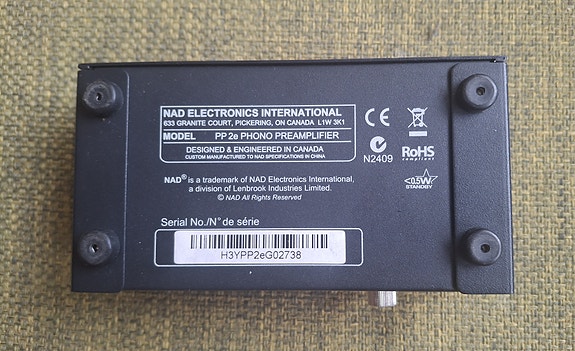 NAD ELECTRONICS INTERNATIONAL
633 GRANITE COURT, PICKERING, ON CANADA L1W 3K1
MODEL PP 2e PHONO PREAMPLIFIER
DESIGNED & ENGINEERED IN CANADA
CUSTOM MANUFACTURED TO NAD SPECIFICATIONS IN CHINA
CE
N2409
RoHS
compliant
<0.5W
STANDBY
NAD® is a trademark of NAD Electronics International,
a division of Lenbrook Industries Limited.
© NAD All Rights Reserved
Serial No./N° de série
H3YPP2eG02738